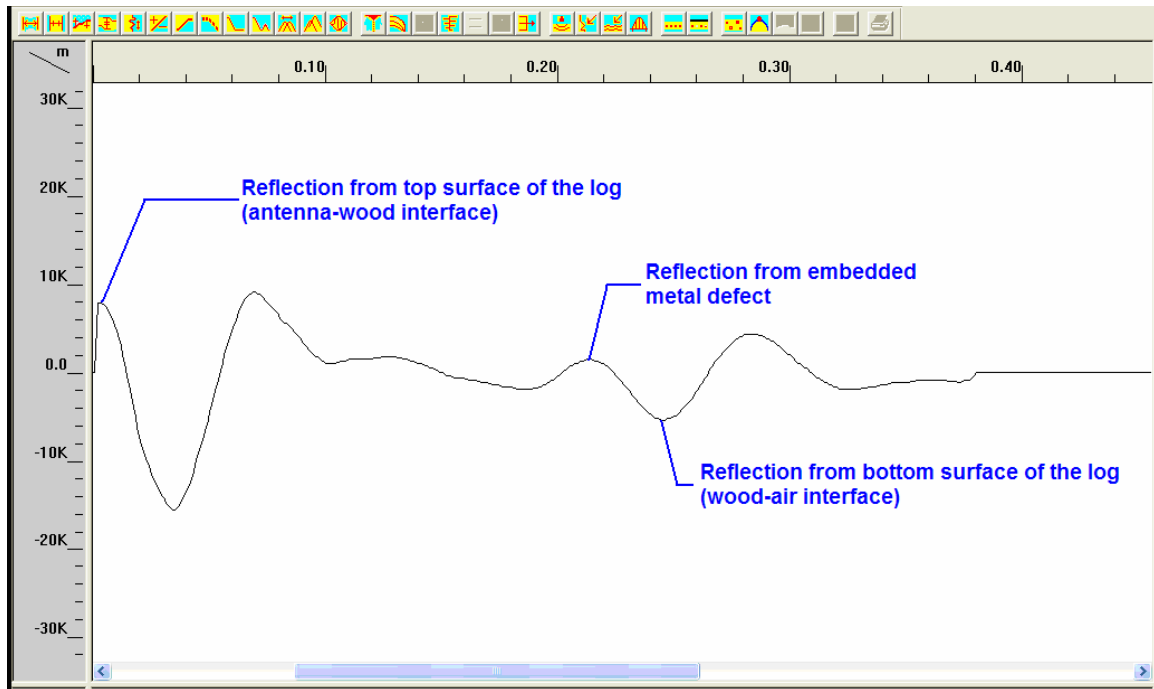 m
0.10 0.20 0.30 0.40
30K
20K
Reflection from top surface of the log
(antenna-wood interface)
10K
Reflection from embedded
metal defect
0.0
-10K
Reflection from bottom surface of the log
(wood-air interface)
-20K
-30K